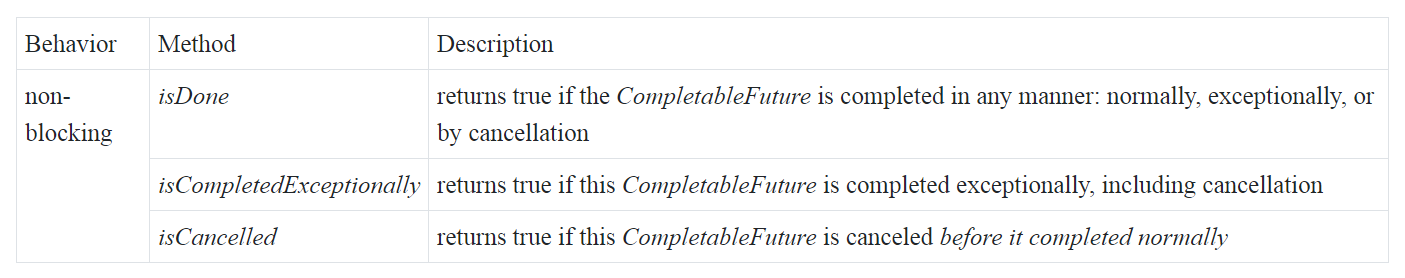 Behavior Method Description
non- isDone returns true if the CompletableFuture is completed in any manner: normally, exceptionally, or
blocking by cancellation
isCompletedExceptionally returns true if this CompletableFuture is completed exceptionally, including cancellation
isCancelled returns true if this CompletableFuture is canceled before it completed normally